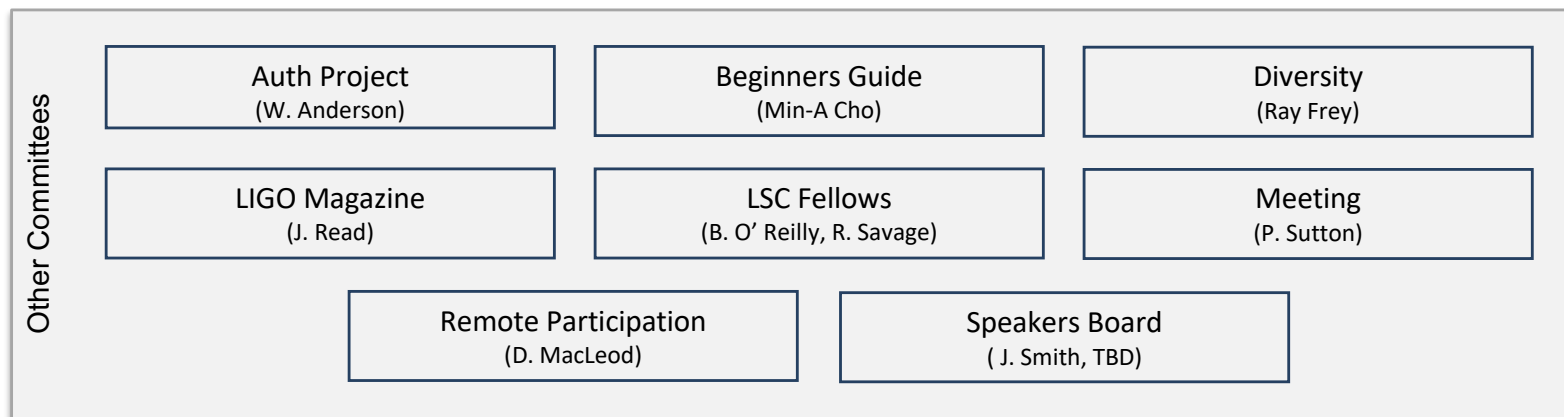 Other Committees
Auth Project
(W. Anderson)
Beginners Guide
(Min-A Cho)
Diversity
(Ray Frey)
LIGO Magazine
(J. Read)
LSC Fellows
(B. O’ Reilly, R. Savage)
Meeting
(P. Sutton)
Remote Participation
(D. MacLeod)
Speakers Board
( J. Smith, TBD)